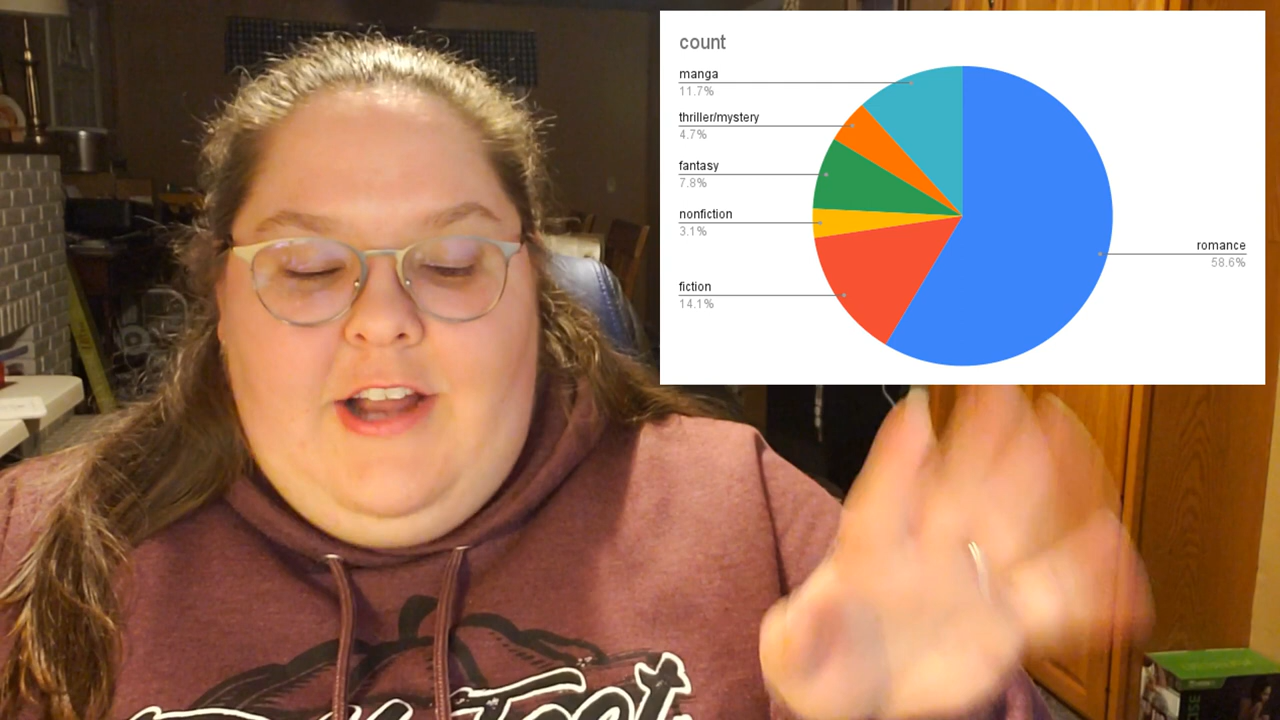 count
manga
11.7%
thriller/mystery
4.7%
fantasy
7.8%
nonfiction
3.1%
fiction
14.1%
romance
58.6%